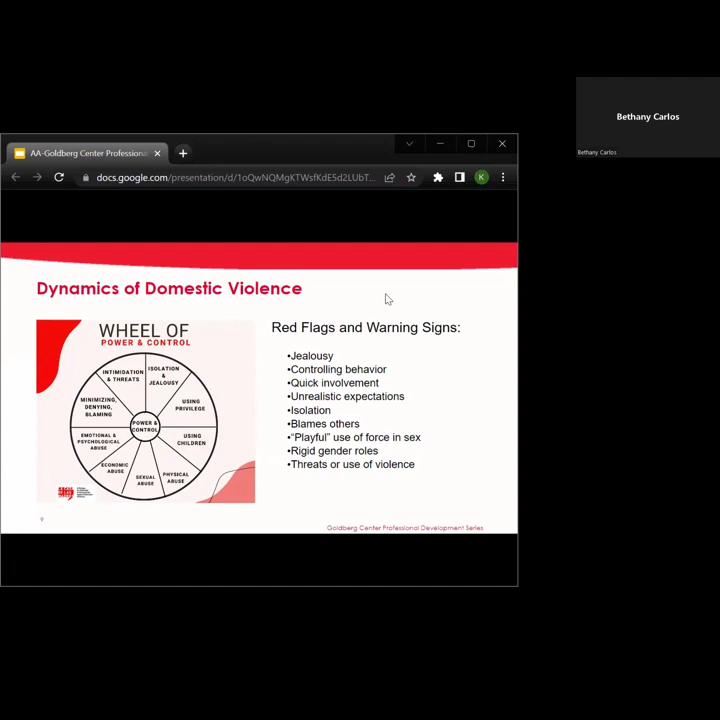 Bethany Carlos
Bethany Carlos
AA-Goldberg Center Professiona
docs.google.com/presentation/d/1oQwNQMgKTWsfKdE5d2LUbT...
K
Dynamics of Domestic Violence
WHEEL OF
POWER & CONTROL
INTIMIDATION
& THREATS
ISOLATION
&
JEALOUSY
MINIMIZING,
DENYING,
BLAMING
USING
PRIVILEGE
POWER &
CONTROL
EMOTIONAL &
PSYCHOLOGICAL
ABUSE
USING
CHILDREN
ECONOMIC
ABUSE
SEXUAL
ABUSE
PHYSICAL
ABUSE
Red Flags and Warning Signs:
•Jealousy
•Controlling behavior
•Quick involvement
•Unrealistic expectations
•Isolation
•Blames others
•“Playful” use of force in sex
•Rigid gender roles
•Threats or use of violence
9
Goldberg Center Professional Development Series